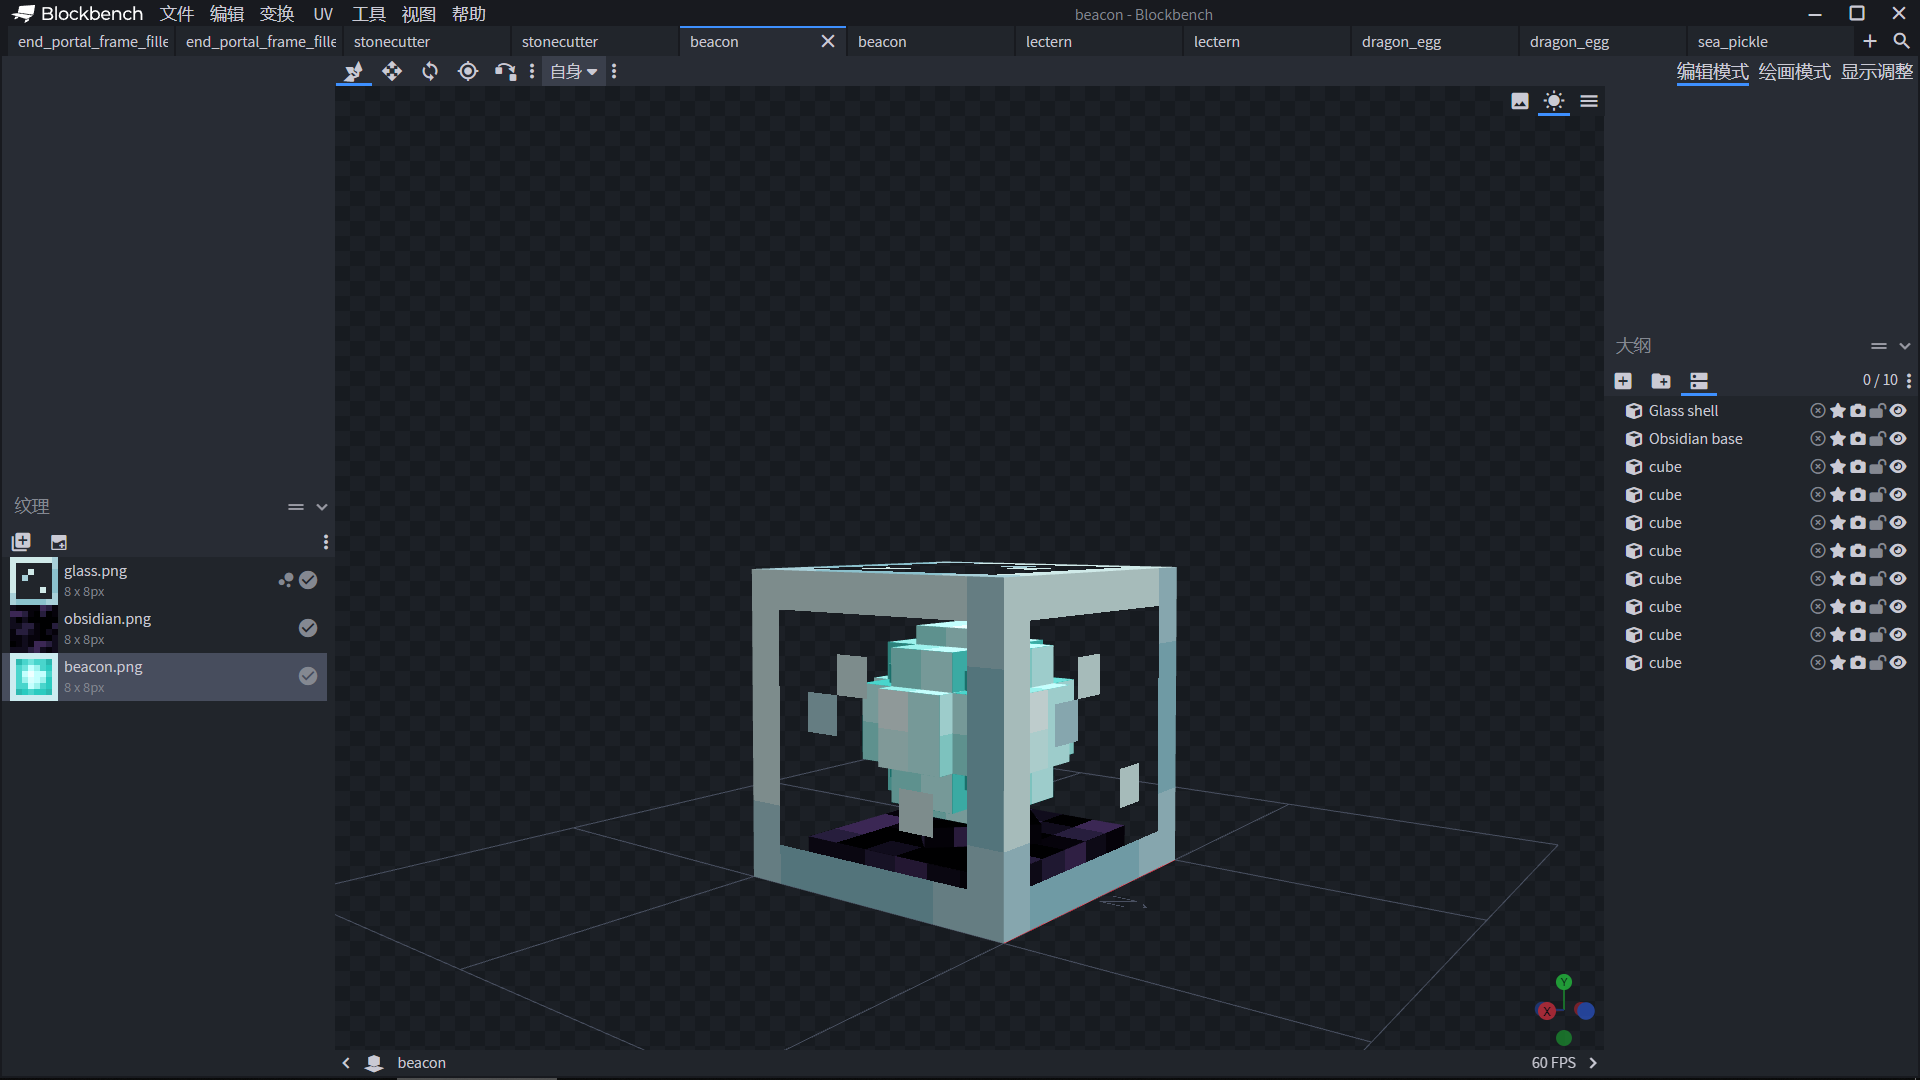 Blockbench 文件 编辑 变换 UV 工具 视图 帮助
beacon - Blockbench
end_portal_frame_fille end_portal_frame_fille stonecutter stonecutter beacon beacon lectern lectern dragon_egg dragon_egg sea_pickle
自身
编辑模式 绘画模式 显示调整
大纲
0 / 10
Glass shell
Obsidian base
cube
cube
cube
cube
cube
cube
cube
cube
纹理
glass.png
8 x 8px
obsidian.png
8 x 8px
beacon.png
8 x 8px
Y
X
beacon
60 FPS